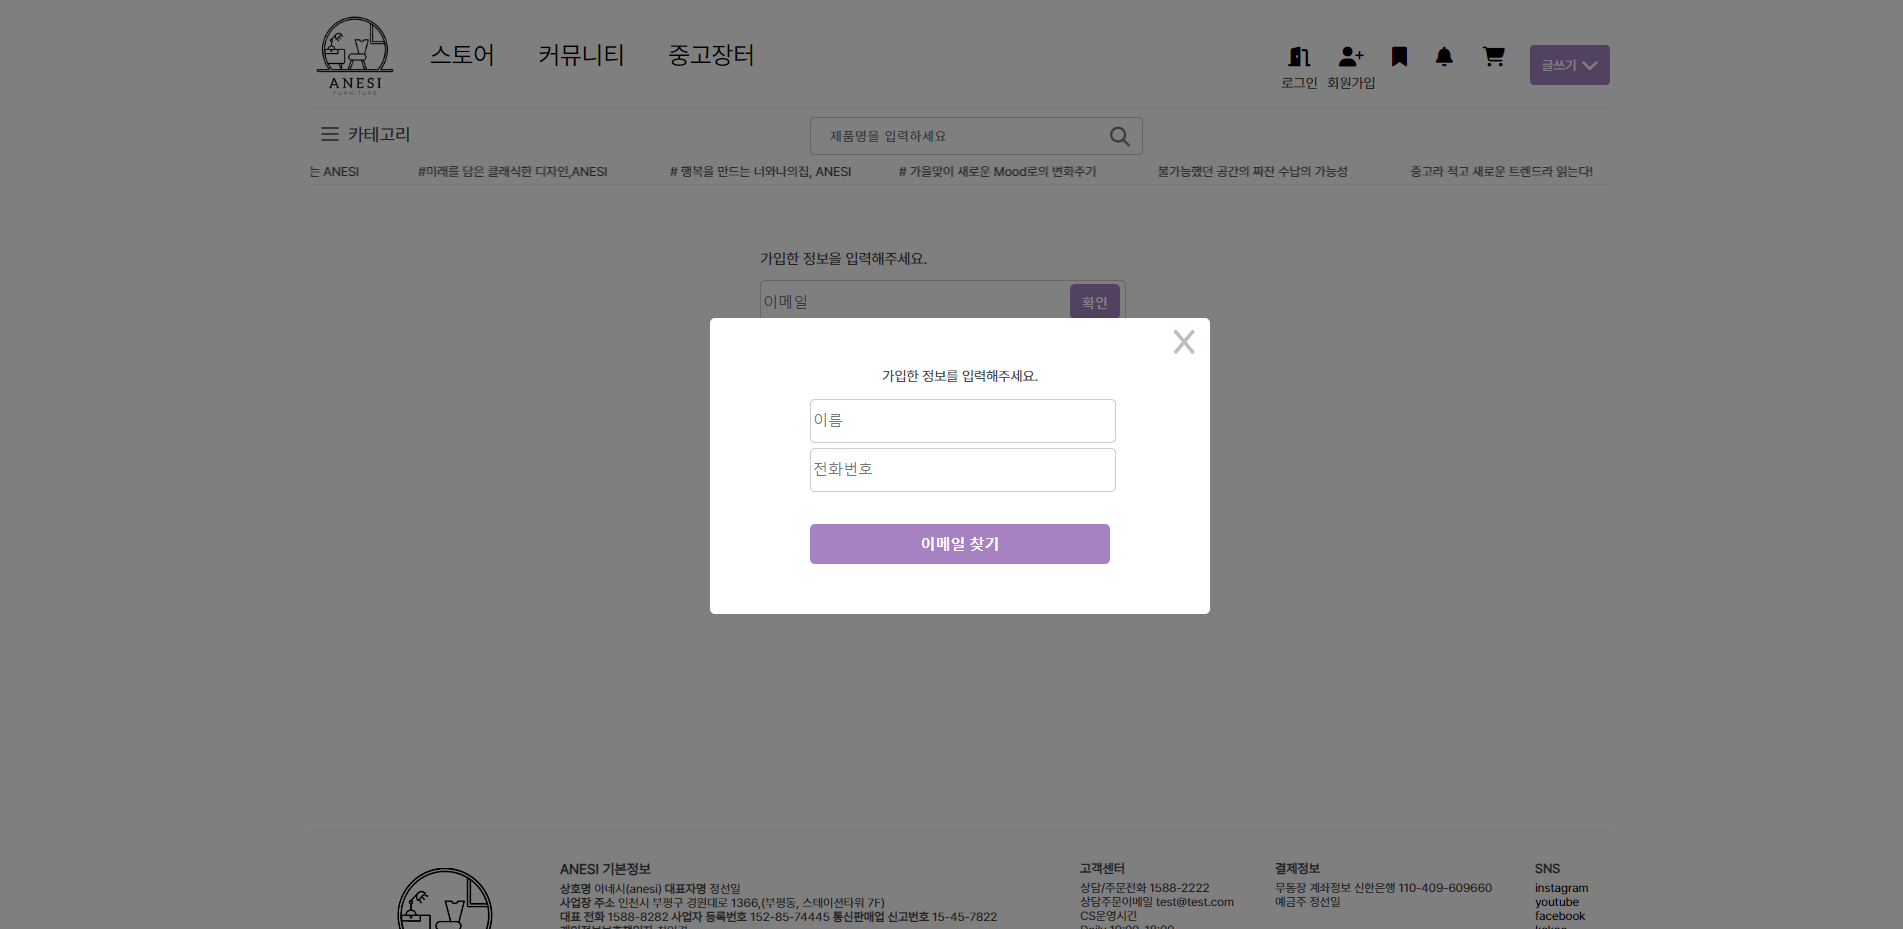 ANESI
FURNITURE
스토어
커뮤니티
중고장터
로그인
회원가입
글쓰기
카테고리
제품명을 입력하세요
는 ANESI
#미래를 담은 클래식한 디자인,ANESI
# 행복을 만드는 너와나의집, ANESI
# 가을맞이 새로운 Mood로의 변화주기
불가능했던 공간의 짜잔 수납의 가능성
중고라 적고 새로운 트렌드라 읽는다!
가입한 정보을 입력해주세요.
이메일
확인
가입한 정보를 입력해주세요.
이름
전화번호
이메일 찾기
ANESI 기본정보
상호명 아네시(anesi) 대표자명 정선일
사업장 주소 인천시 부평구 경원대로 1366,(부평동, 스테이션타워 7F)
대표 전화 1588-8282 사업자 등록번호 152-85-74445 통신판매업 신고번호 15-45-7822
고객센터
상담/주문전화 1588-2222
상담주문이메일 test@test.com
CS운영시간
결제정보
무통장 계좌정보 신한은행 110-409-609660
예금주 정선일
SNS
instagram
youtube
facebook